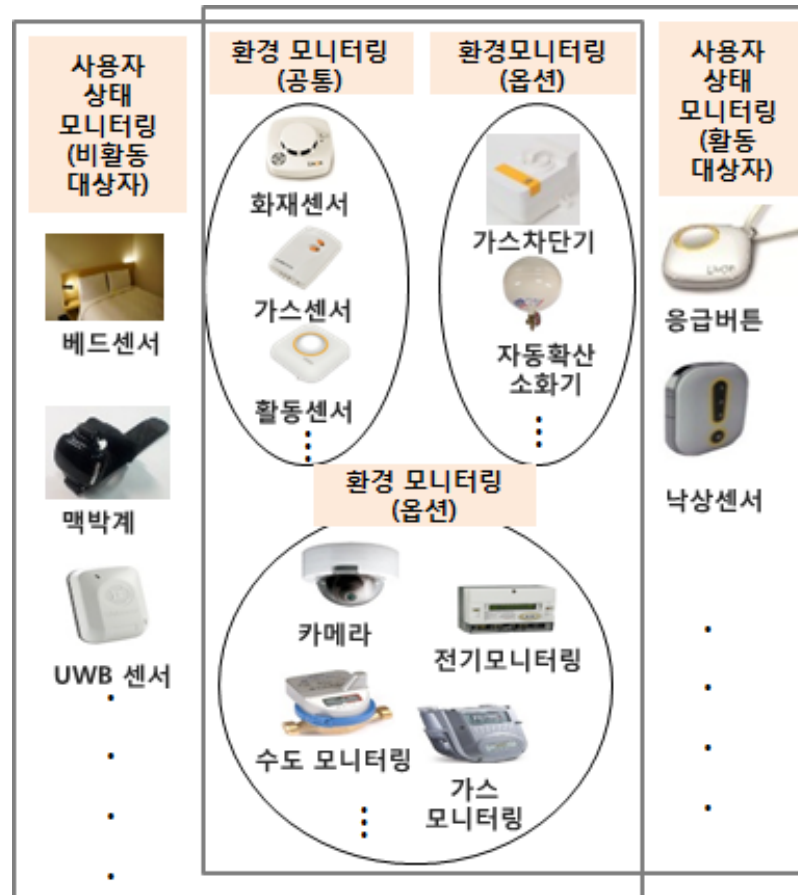 사용자
상태
모니터링
(비활동
대상자)
베드센서
맥박계
UWB 센서
환경 모니터링
(공통)
화재센서
가스센서
활동센서
환경모니터링
(옵션)
가스차단기
자동확산
소화기
환경 모니터링
(옵션)
카메라
전기모니터링
수도 모니터링
가스
모니터링
사용자
상태
모니터링
(활동
대상자)
응급버튼
낙상센서